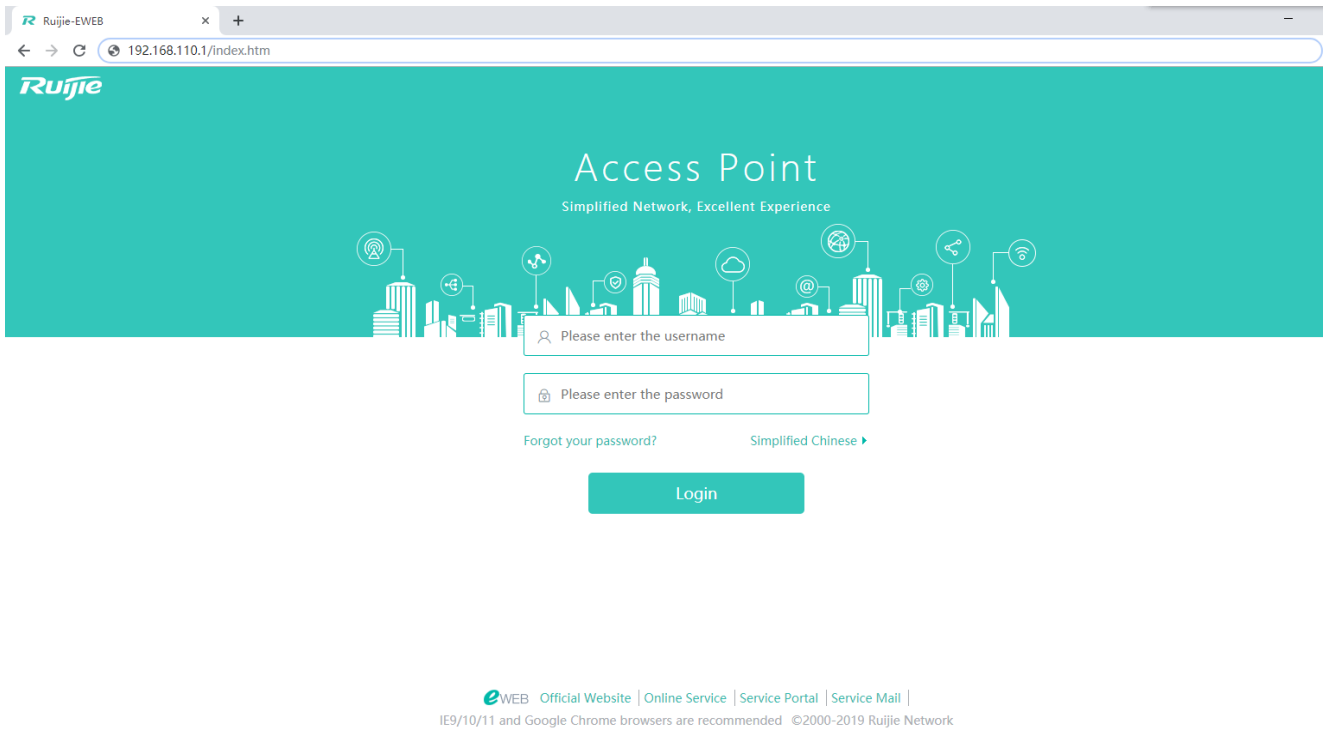 Ruijie-EWEB
192.168.110.1/index.htm
Ruijie
Access Point
Simplified Network, Excellent Experience
@
Please enter the username
Please enter the password
Forgot your password? Simplified Chinese
Login
eWEB Official Website | Online Service | Service Portal | Service Mail |
IE9/10/11 and Google Chrome browsers are recommended ©2000-2019 Ruijie Network